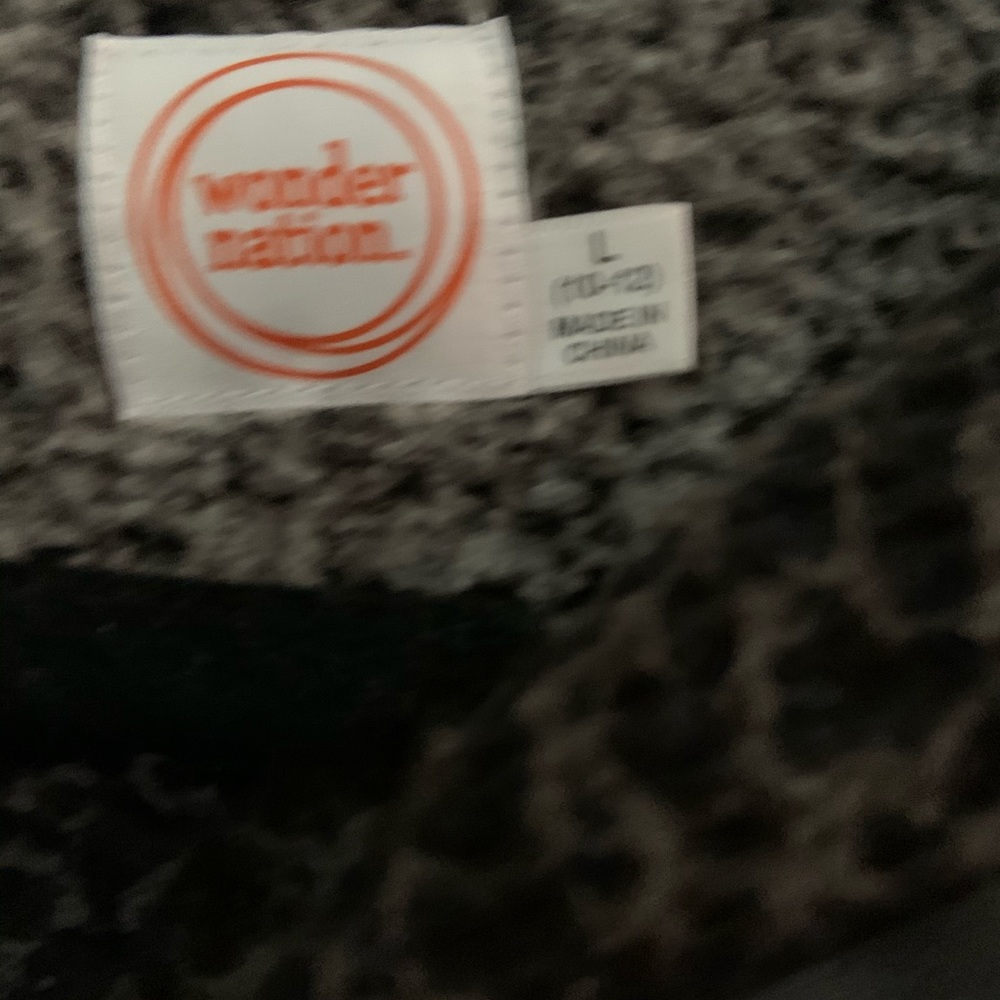 wonder
nation.
L
(10-12)
MADE IN
CHINA